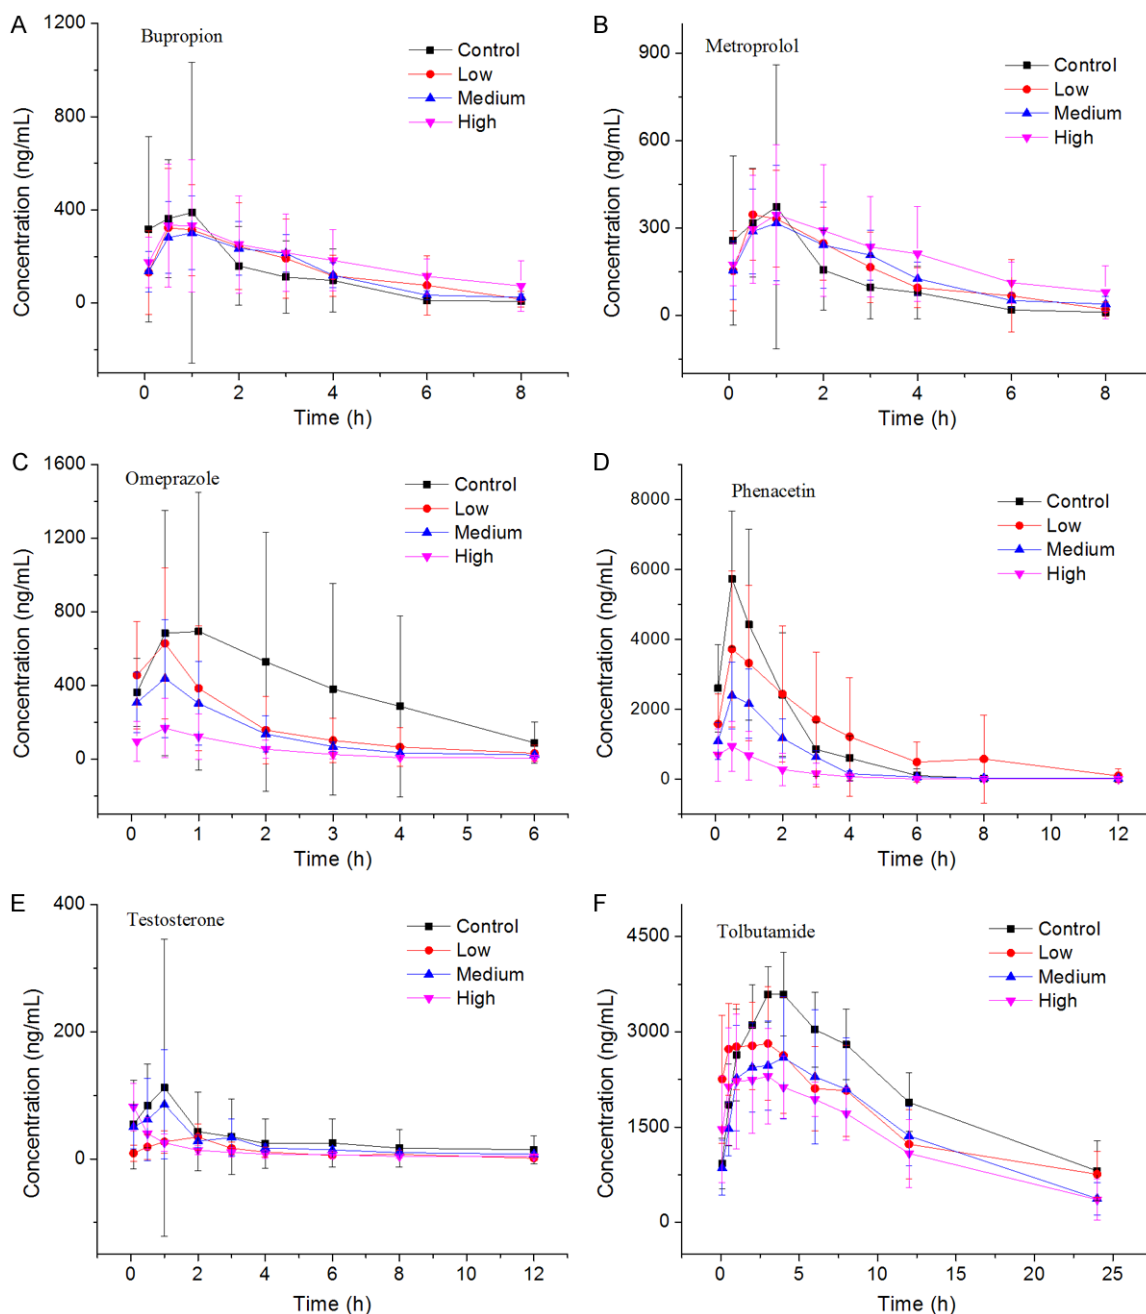 A
Bupropion
Control
Low
Medium
High
Concentration (ng/mL)
1200
800
400
0
0 2 4 6 8
Time (h)
B
Metroprolol
Control
Low
Medium
High
Concentration (ng/mL)
900
600
300
0
0 2 4 6 8
Time (h)
C
Omeprazole
Control
Low
Medium
High
Concentration (ng/mL)
1600
1200
800
400
0
0 1 2 3 4 5 6
Time (h)
D
Phenacetin
Control
Low
Medium
High
Concentration (ng/mL)
8000
6000
4000
2000
0
0 2 4 6 8 10 12
Time (h)
E
Testosterone
Control
Low
Medium
High
Concentration (ng/mL)
400
200
0
0 2 4 6 8 10 12
Time (h)
F
Tolbutamide
Control
Low
Medium
High
Concentration (ng/mL)
4500
3000
1500
0
0 5 10 15 20 25
Time (h)